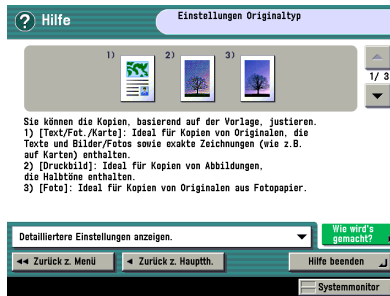 ? Hilfe
Einstellungen Originaltyp
1) 2) 3)
1/ 3
Sie können die Kopien, basierend auf der Vorlage, justieren.
1) [Text/Fot./Karte]: Ideal für Kopien von Originalen, die
Texte und Bilder/Fotos sowie exakte Zeichnungen (wie z.B.
auf Karten) enthalten.
2) [Druckbild]: Ideal für Kopien von Abbildungen,
die Halbtöne enthalten.
3) [Foto]: Ideal für Kopien von Originalen aus Fotopapier.
Detailliertere Einstellungen anzeigen.
Wie wird's
gemacht?
Zurück z. Menü
Zurück z. Hauptth.
Hilfe beenden
Systemmonitor